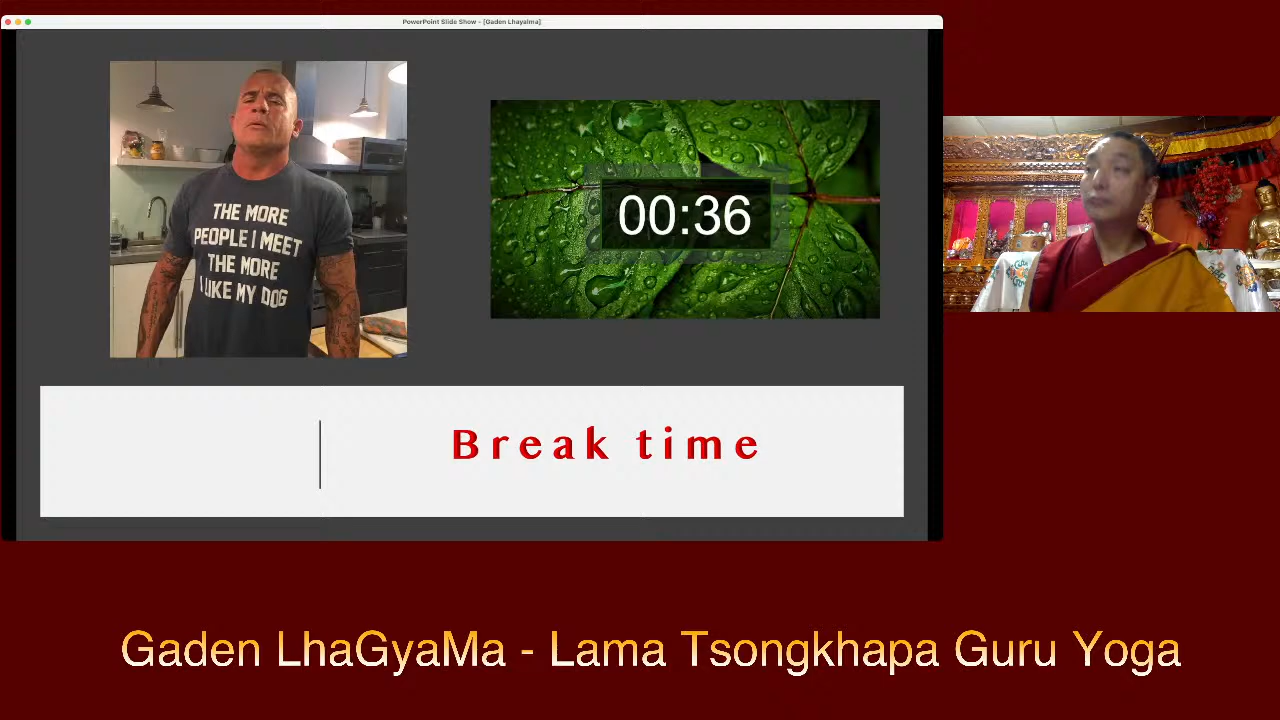 PowerPoint Slide Show - [Gaden Lhayalma]
THE MORE
PEOPLE I MEET
THE MORE
I LIKE MY DOG
00:36
Break time
Gaden LhaGyaMa - Lama Tsongkhapa Guru Yoga